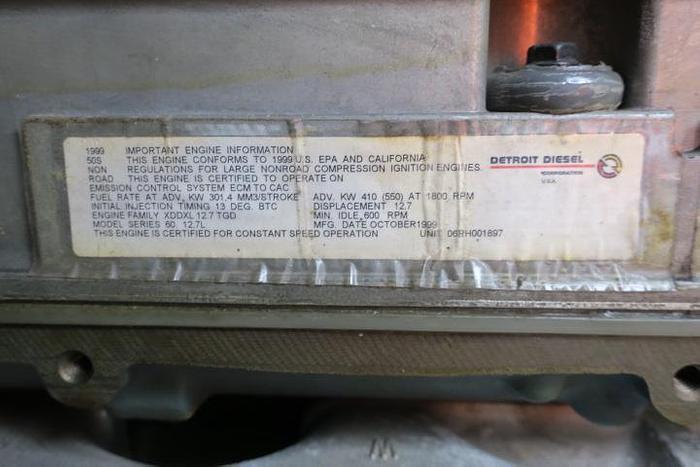 1999 IMPORTANT ENGINE INFORMATION
50S THIS ENGINE CONFORMS TO 1999 U.S. EPA AND CALIFORNIA
NON REGULATIONS FOR LARGE NONROAD COMPRESSION IGNITION ENGINES
ROAD THIS ENGINE IS CERTIFIED TO OPERATE ON
EMISSION CONTROL SYSTEM ECM TO CAC
FUEL RATE AT ADV. KW 301.4 MM3/STROKE ADV. KW 410 (550) AT 1800 RPM
INITIAL INJECTION TIMING 13 DEG. BTC DISPLACEMENT 12.7
ENGINE FAMILY XDDXL 12.7 TGD MIN. IDLE 600 RPM
MODEL SERIES 60 12.7L MFG. DATE OCTOBER1999
THIS ENGINE IS CERTIFIED FOR CONSTANT SPEED OPERATION UNIT 06RH001897
DETROIT DIESEL
CORPORATION
U.S.A.
W